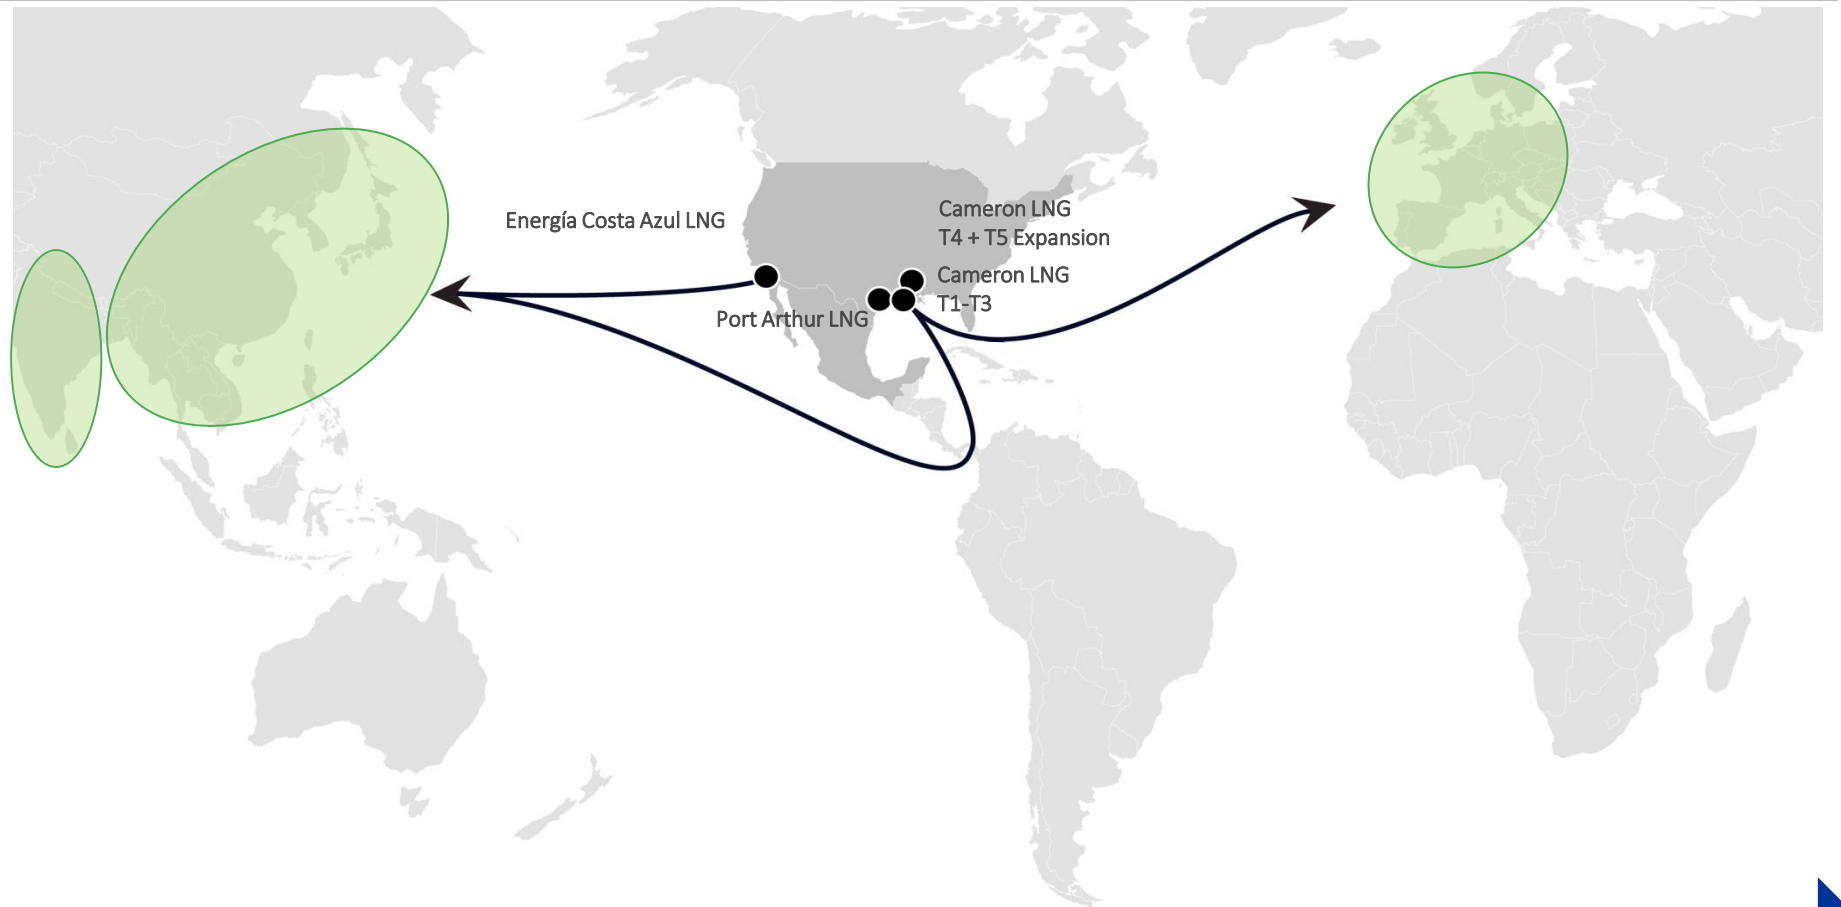 Energía Costa Azul LNG
Cameron LNG
T4 + T5 Expansion
Cameron LNG
T1-T3
Port Arthur LNG